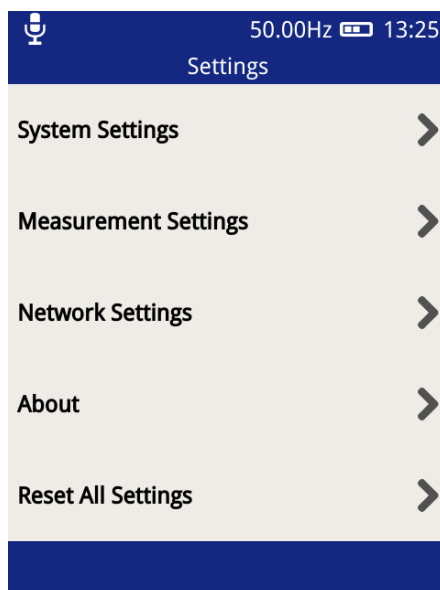 50.00Hz 13:25
Settings
System Settings
Measurement Settings
Network Settings
About
Reset All Settings